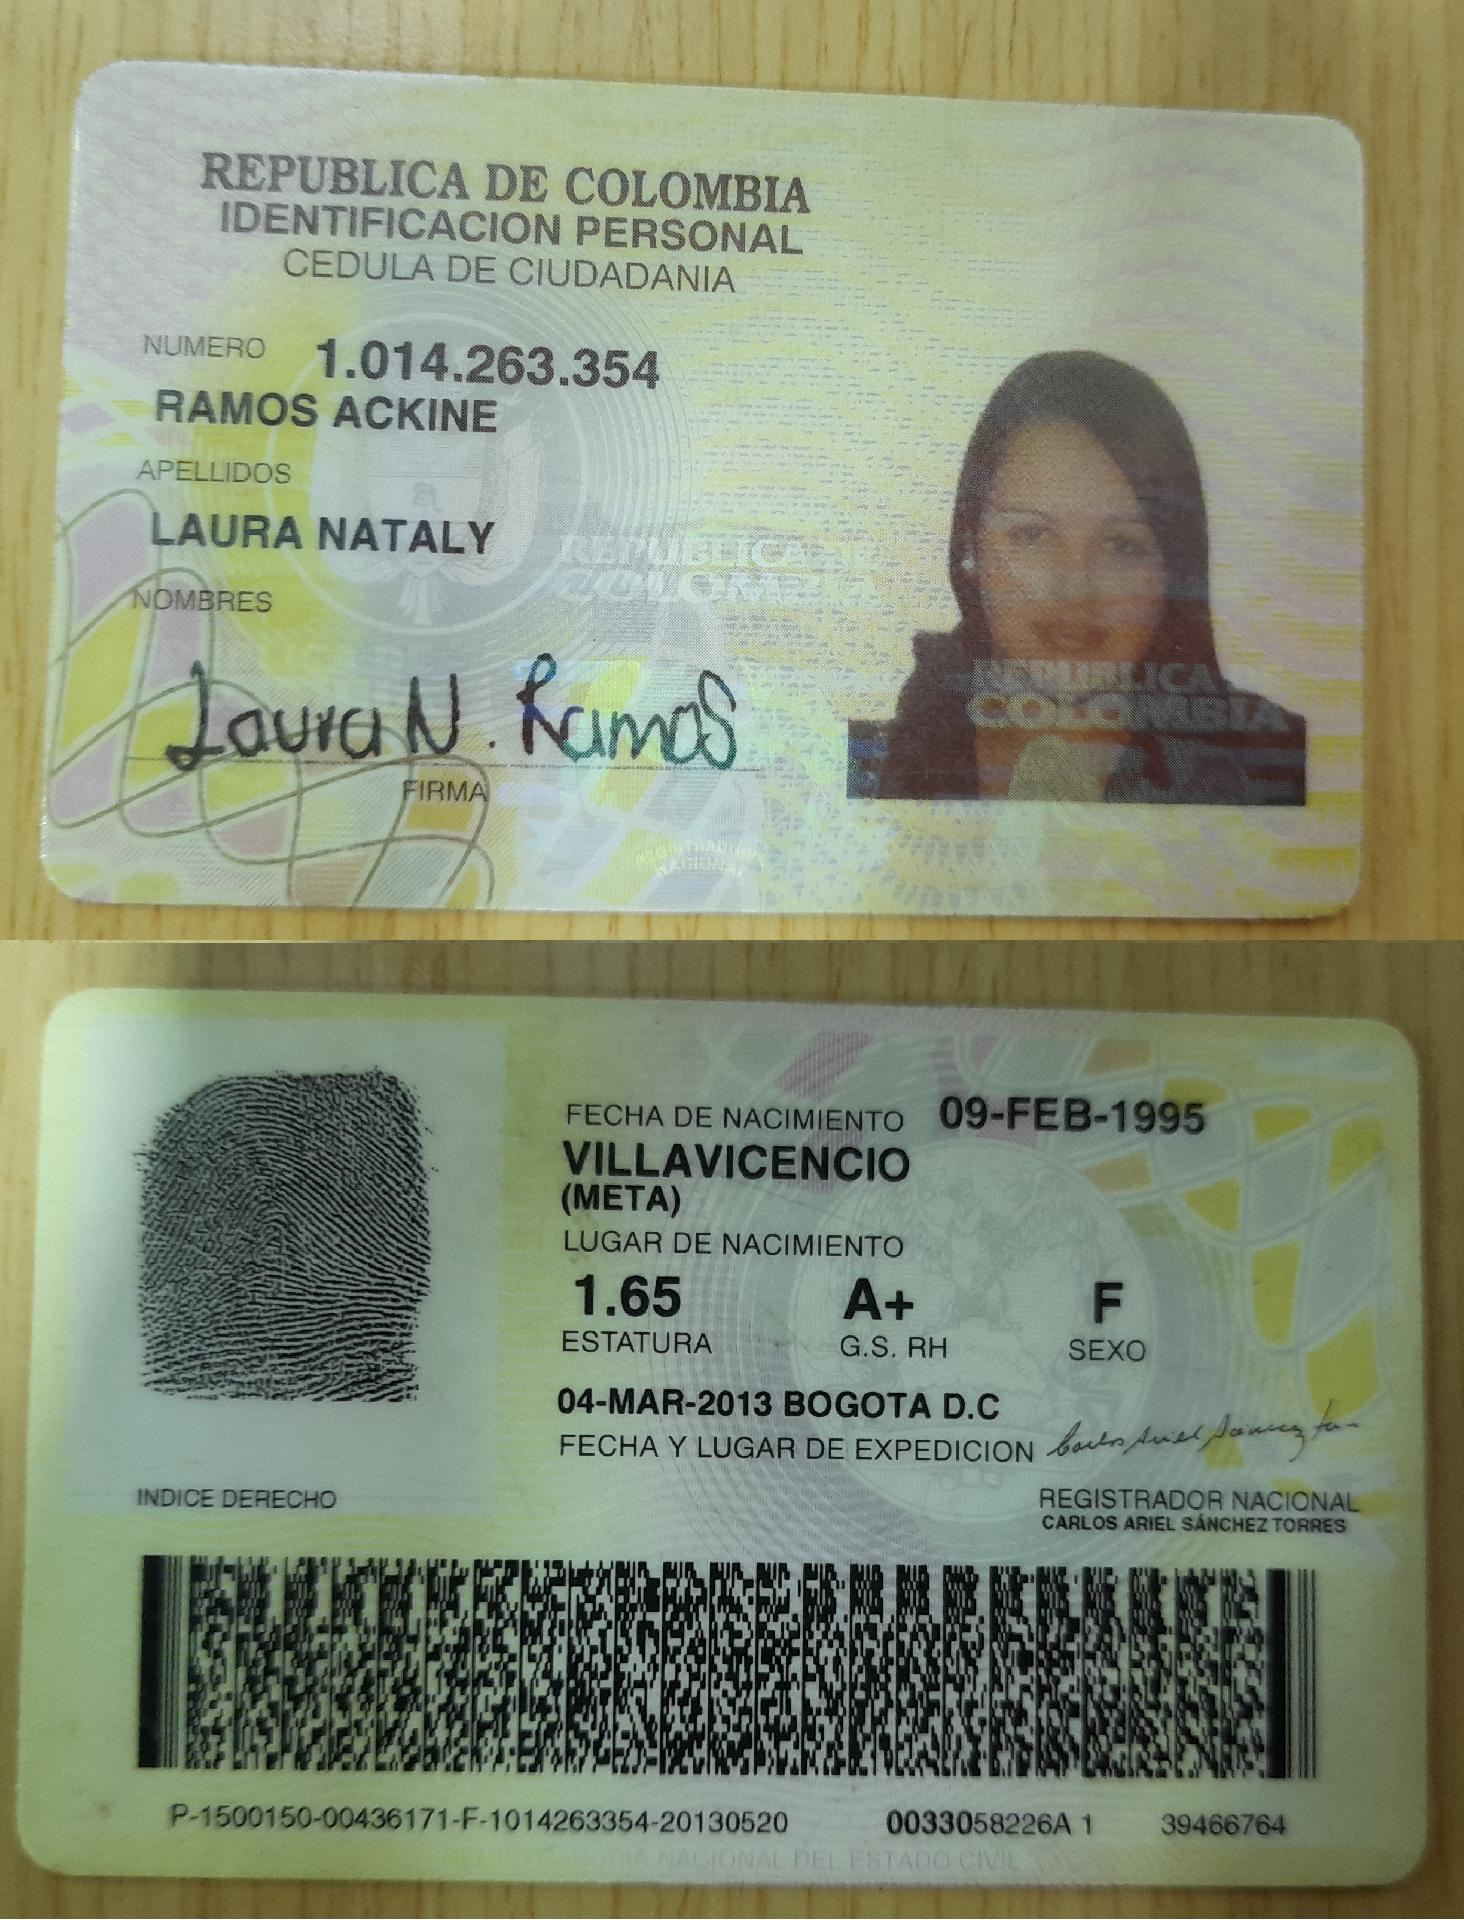 REPUBLICA DE COLOMBIA
IDENTIFICACION PERSONAL
CEDULA DE CIUDADANIA
NUMERO 1.014.263.354
RAMOS ACKINE
APELLIDOS
LAURA NATALY
NOMBRES
REPUBLICA DE
COLOMBIA
Laura N. Ramos
FIRMA
REPUBLICA
COLOMBIA
FECHA DE NACIMIENTO 09-FEB-1995
VILLAVICENCIO
(META)
LUGAR DE NACIMIENTO
1.65 A+ F
ESTATURA G.S. RH SEXO
04-MAR-2013 BOGOTA D.C
FECHA Y LUGAR DE EXPEDICION
INDICE DERECHO
REGISTRADOR NACIONAL
CARLOS ARIEL SÁNCHEZ TORRES
P-1500150-00436171-F-1014263354-20130520 0033058226A 1 39466764
REGISTRADURIA NACIONAL DEL ESTADO CIVIL